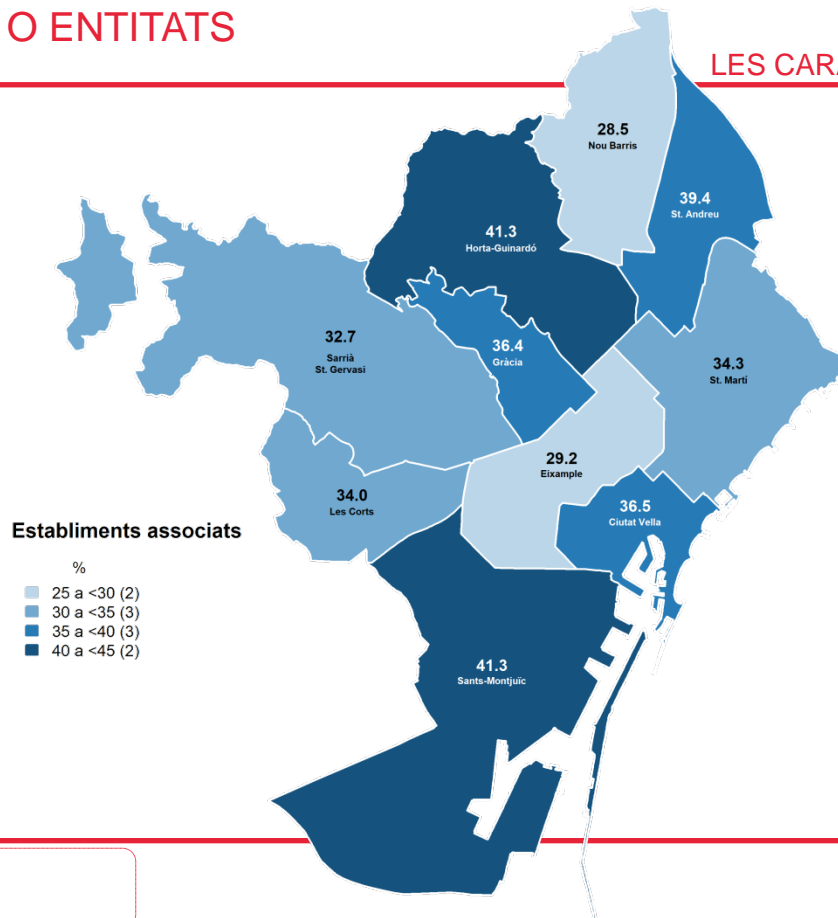 O ENTITATS
LES CARA
28.5
Nou Barris
39.4
St. Andreu
41.3
Horta-Guinardó
32.7
Sarrià
St. Gervasi
36.4
Gràcia
34.3
St. Martí
29.2
Eixample
34.0
Les Corts
36.5
Ciutat Vella
Establiments associats
%
25 a <30 (2)
30 a <35 (3)
35 a <40 (3)
40 a <45 (2)
41.3
Sants-Montjuïc